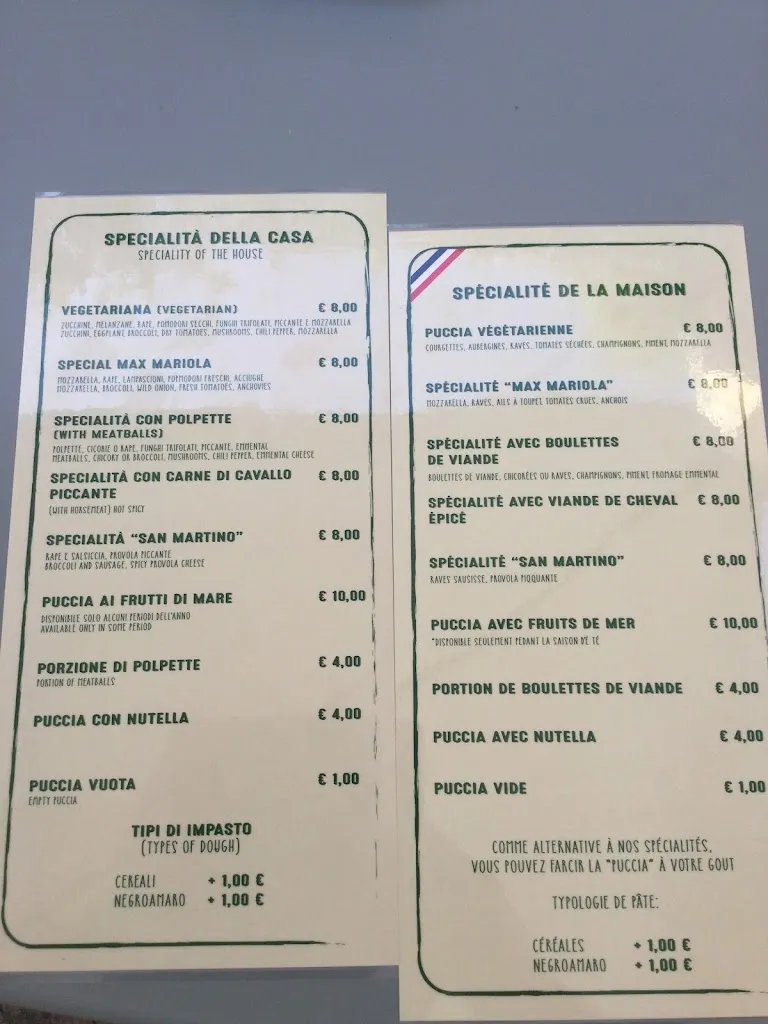 SPECIALITÀ DELLA CASA
SPECIALITY OF THE HOUSE
VEGETARIANA (VEGETARIAN) € 8,00
ZUCCHINE, MELANZANE, RAPE, POMODORI SECCHI, FUNGHI TRIFOLATI, PICCANTE E MOZZARELLA
ZUCCHINI, EGGPLANT, BROCCOLI, DRY TOMATOES, MUSHROOMS, CHILI PEPPER, MOZZARELLA
SPECIAL MAX MARIOLA € 8,00
MOZZARELLA, RAPE, LAMPASCIONI, POMMODORI FRESCHI, ACCIUGHE
MOZZARELLA, BROCCOLI, WILD ONION, FRESH TOMATOES, ANCHOVIES
SPECIALITÀ CON POLPETTE € 8,00
(WITH MEATBALLS)
POLPETTE, CICORIE O RAPE, FUNGHI TRIFOLATI, PICCANTE, EMMENTAL
MEATBALLS, CHICORY OR BROCCOLI, MUSHROOMS, CHILI PEPPER, EMMENTAL CHEESE
SPECIALITÀ CON CARNE DI CAVALLO € 8,00
PICCANTE
(WITH HORSEMEAT) HOT SPICY
SPECIALITÀ "SAN MARTINO" € 8,00
RAPE E SALSICCIA, PROVOLA PICCANTE
BROCCOLI AND SAUSAGE, SPICY PROVOLA CHEESE
PUCCIA AI FRUTTI DI MARE € 10,00
DISPONIBILE SOLO ALCUNI PERIODI DELL'ANNO
AVAILABLE ONLY IN SOME PERIOD
PORZIONE DI POLPETTE € 4,00
PORTION OF MEATBALLS
PUCCIA CON NUTELLA € 4,00
PUCCIA VUOTA € 1,00
EMPTY PUCCIA
TIPI DI IMPASTO
(TYPES OF DOUGH)
CEREALI + 1,00 €
NEGROAMARO + 1,00 €
SPÉCIALITÉ DE LA MAISON
PUCCIA VÉGÉTARIENNE € 8,00
COURGETTES, AUBERGINES, RAVES, TOMATES SÉCHÉES, CHAMPIGNONS, PIMENT, MOZZARELLA
SPÉCIALITÉ "MAX MARIOLA" € 8,00
MOZZARELLA, RAVES, AILS À TOUPET, TOMATES CRUES, ANCHOIS
SPÉCIALITÉ AVEC BOULETTES € 8,00
DE VIANDE
BOULETTES DE VIANDE, CHICORÉES OU RAVES, CHAMPIGNONS, PIMENT, FROMAGE EMMENTAL
SPÉCIALITÉ AVEC VIANDE DE CHEVAL € 8,00
ÉPICÉ
SPÉCIALITÉ "SAN MARTINO" € 8,00
RAVES SAUSISSE, PROVOLA PIQUANTE
PUCCIA AVEC FRUITS DE MER € 10,00
*DISPONIBLE SEULEMENT PEDANT LA SAISON D'É TÉ
PORTION DE BOULETTES DE VIANDE € 4,00
PUCCIA AVEC NUTELLA € 4,00
PUCCIA VIDE € 1,00
COMME ALTERNATIVE À NOS SPÉCIALITÉS,
VOUS POUVEZ FARCIR LA "PUCCIA" À VOTRE GOUT
TYPOLOGIE DE PÂTE:
CÉRÉALES + 1,00 €
NEGROAMARO + 1,00 €